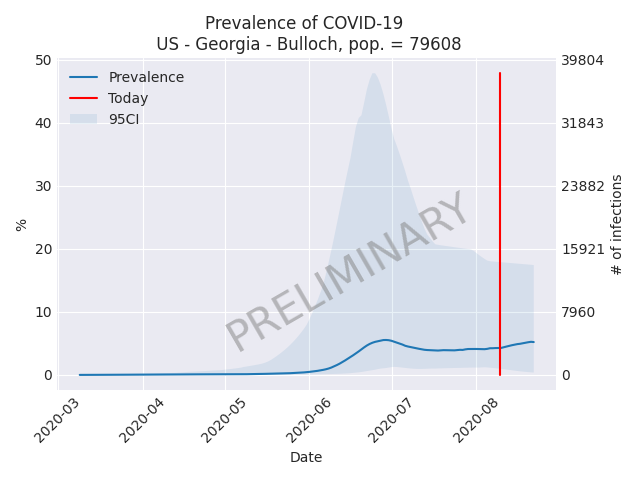 Prevalence of COVID-19
US - Georgia - Bulloch, pop. = 79608
Prevalence
Today
95CI
PRELIMINARY
50
40
30
20
10
0
%
39804
31843
23882
15921
7960
0
# of infections
2020-03
2020-04
2020-05
2020-06
2020-07
2020-08
Date